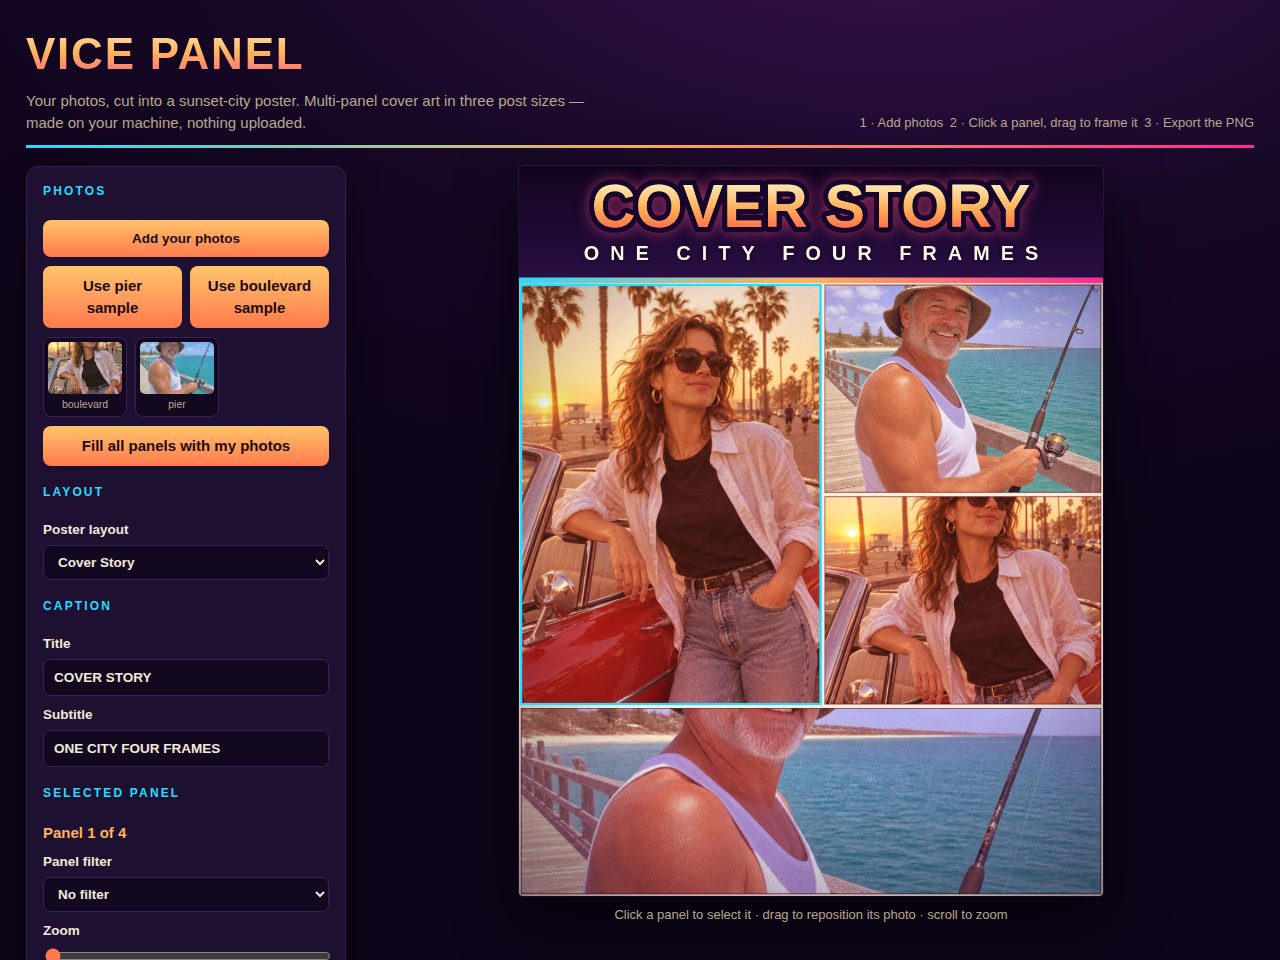 VICE PANEL
Your photos, cut into a sunset-city poster. Multi-panel cover art in three post sizes —
made on your machine, nothing uploaded.
1 · Add photos 2 · Click a panel, drag to frame it 3 · Export the PNG
PHOTOS
Add your photos
Use pier
sample
Use boulevard
sample
boulevard
pier
Fill all panels with my photos
LAYOUT
Poster layout
Cover Story
CAPTION
Title
COVER STORY
Subtitle
ONE CITY FOUR FRAMES
SELECTED PANEL
Panel 1 of 4
Panel filter
No filter
Zoom
COVER STORY
ONE CITY FOUR FRAMES
Click a panel to select it · drag to reposition its photo · scroll to zoom